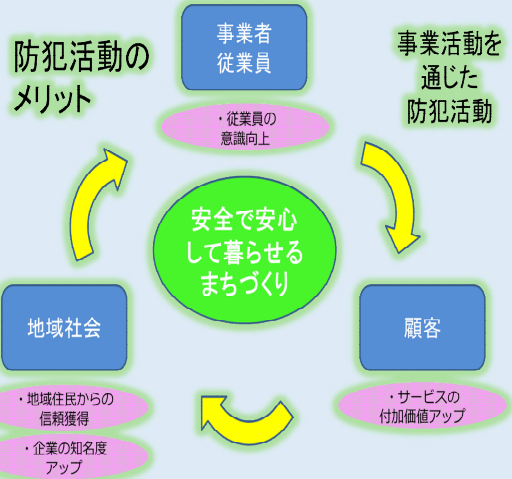 防犯活動の
メリット
事業者
従業員
・従業員の
意識向上
事業活動を
通じた
防犯活動
安全で安心
して暮らせる
まちづくり
地域社会
・地域住民からの
信頼獲得
・企業の知名度
アップ
顧客
・サービスの
付加価値アップ